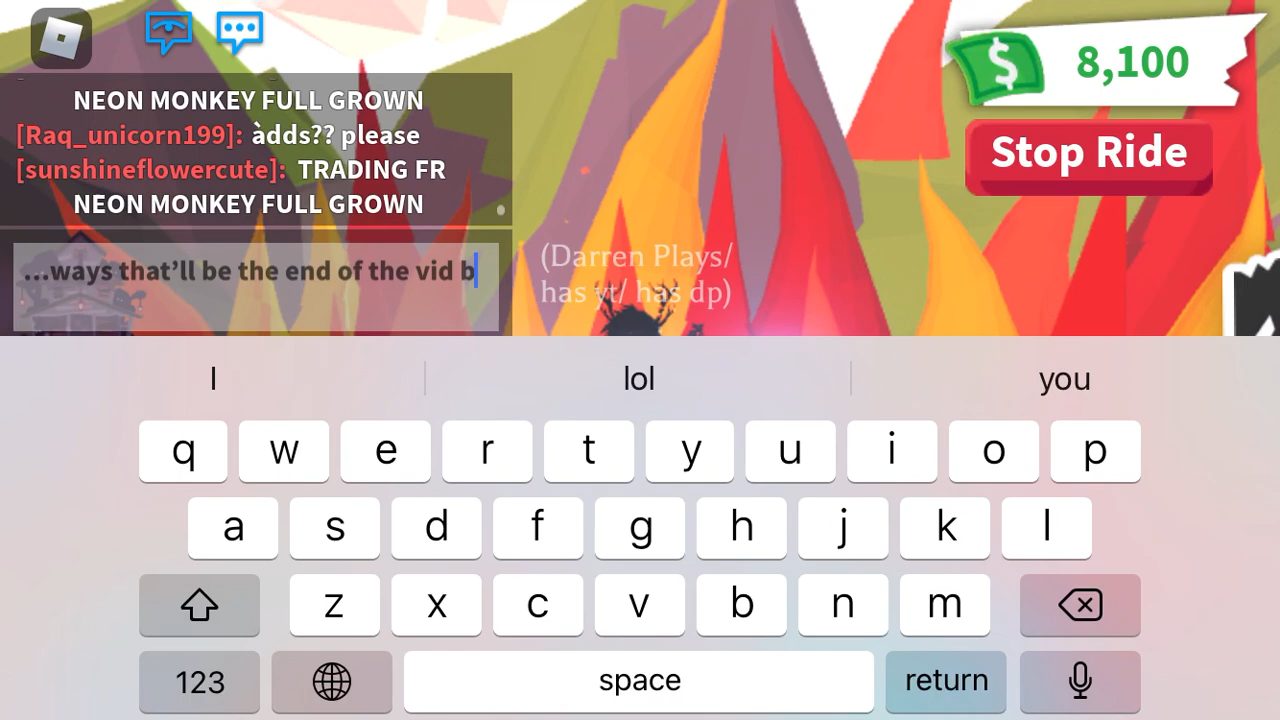 8,100
NEON MONKEY FULL GROWN
[Raq_unicorn199]: àdds?? please
[sunshineflowercute]: TRADING FR
NEON MONKEY FULL GROWN
Stop Ride
...ways that’ll be the end of the vid b
(Darren Plays/
has yt/ has dp)
I lol you
q w e r t y u i o p
a s d f g h j k l
z x c v b n m
123 space return